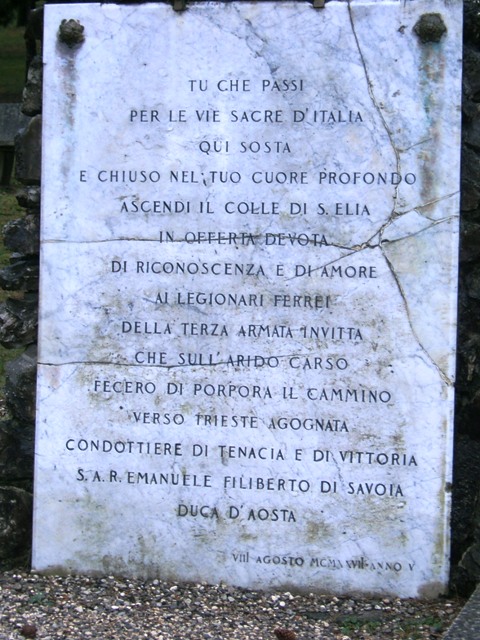 TU CHE PASSI
PER LE VIE SACRE D'ITALIA
QUI SOSTA
E CHIUSO NEL TUO CUORE PROFONDO
ASCENDI IL COLLE DI S. ELIA
IN OFFERTA DEVOTA
DI RICONOSCENZA E DI AMORE
AI LEGIONARI FERREI
DELLA TERZA ARMATA INVITTA
CHE SULL'ARIDO CARSO
FECERO DI PORPORA IL CAMMINO
VERSO TRIESTE AGOGNATA
CONDOTTIERE DI TENACIA E DI VITTORIA
S.A.R. EMANUELE FILIBERTO DI SAVOIA
DUCA D'AOSTA
VIII AGOSTO MCMXXVII-ANNO V